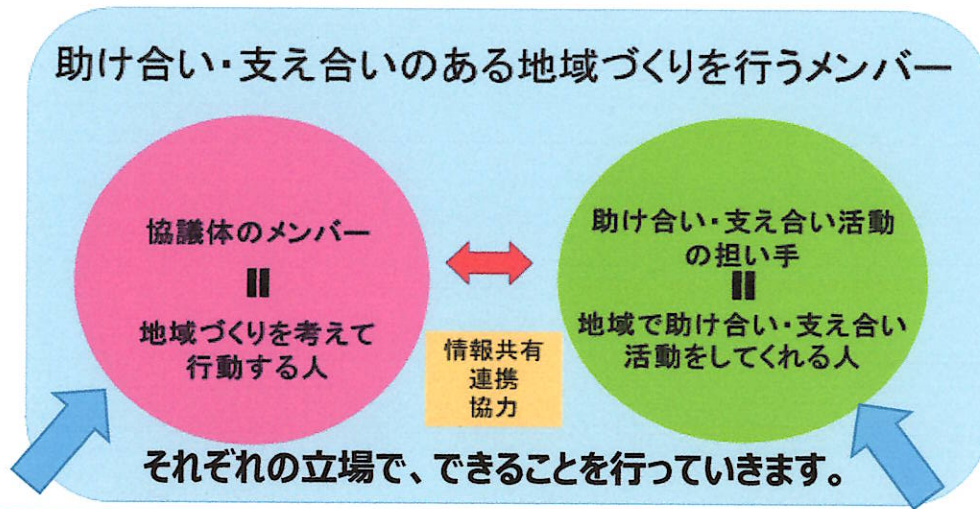 助け合い・支え合いのある地域づくりを行うメンバー
協議体のメンバー
=
地域づくりを考えて
行動する人
情報共有
連携
協力
助け合い・支え合い活動
の担い手
=
地域で助け合い・支え合い
活動をしてくれる人
それぞれの立場で、できることを行っていきます。